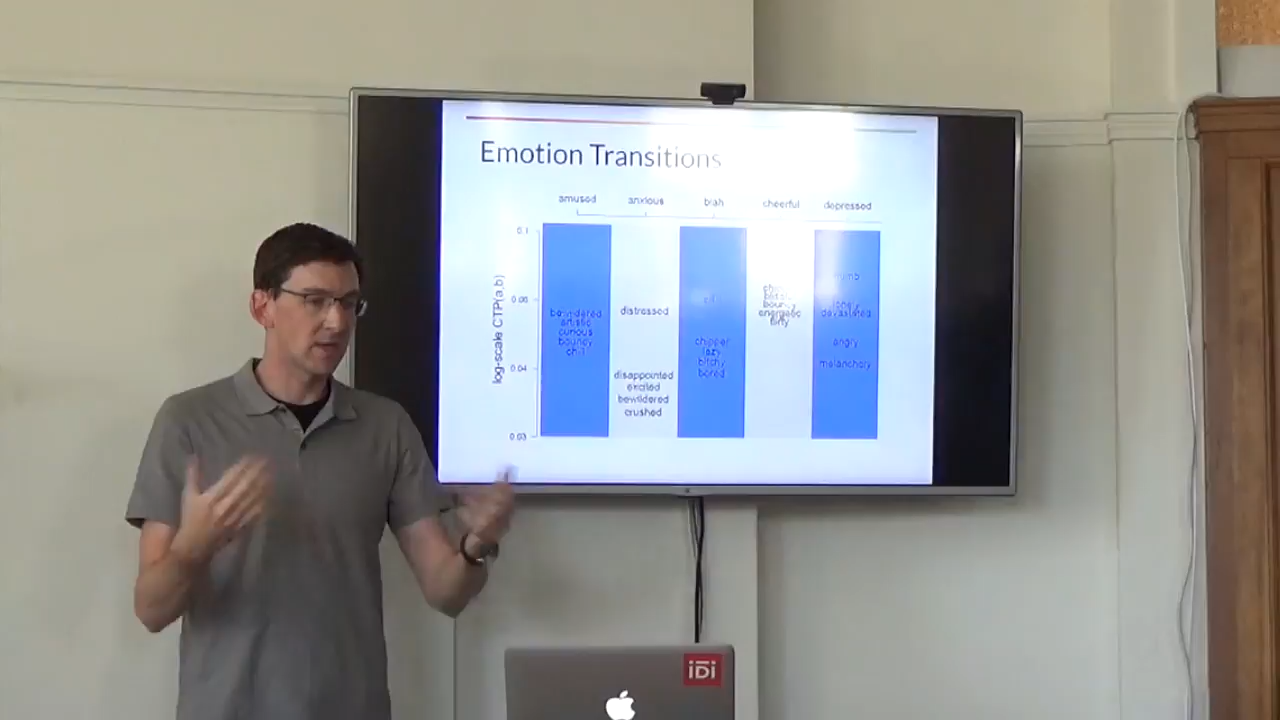 Emotion Transitions
amused anxious blah cheerful depressed
log-scale CTP(a,b)
0.1
0.06
0.04
0.03
bewildered
artistic
curious
bouncy
distressed
disappointed
excited
bewildered
crushed
chipper
lazy
bitchy
bored
bouncy
energetic
flirty
numb
lonely
devastated
angry
melancholy
iDi